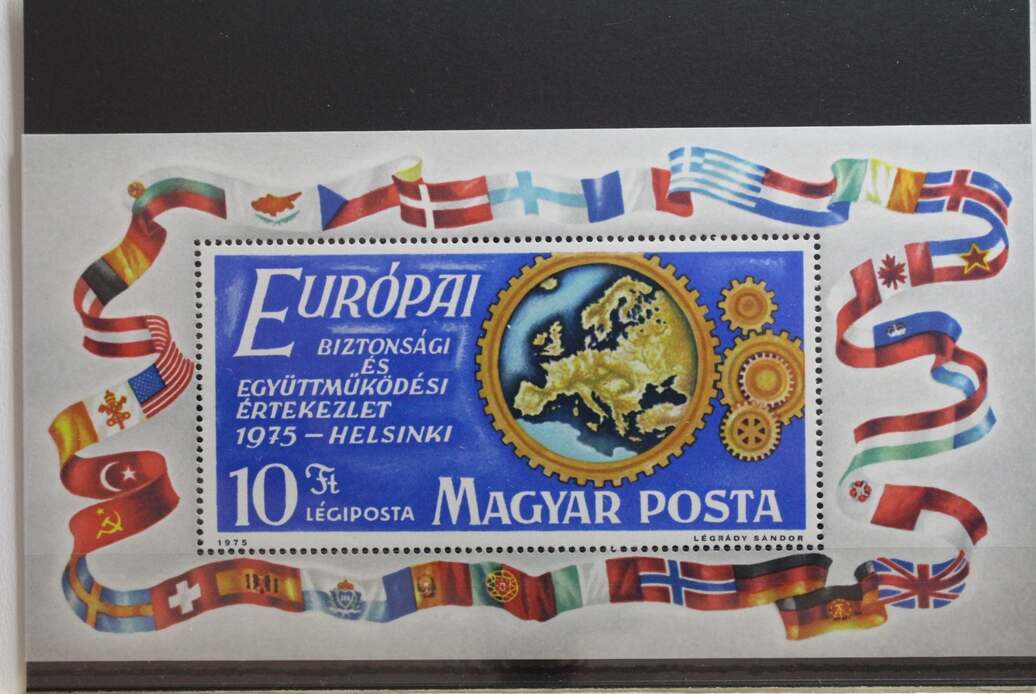 EURÓPAI
BIZTONSÁGI
ÉS
EGYÜTTMŰKÖDÉSI
ÉRTEKEZLET
1975 – HELSINKI
10 Ft
LÉGIPOSTA
MAGYAR POSTA
1975
LÉGRÁDY SÁNDOR